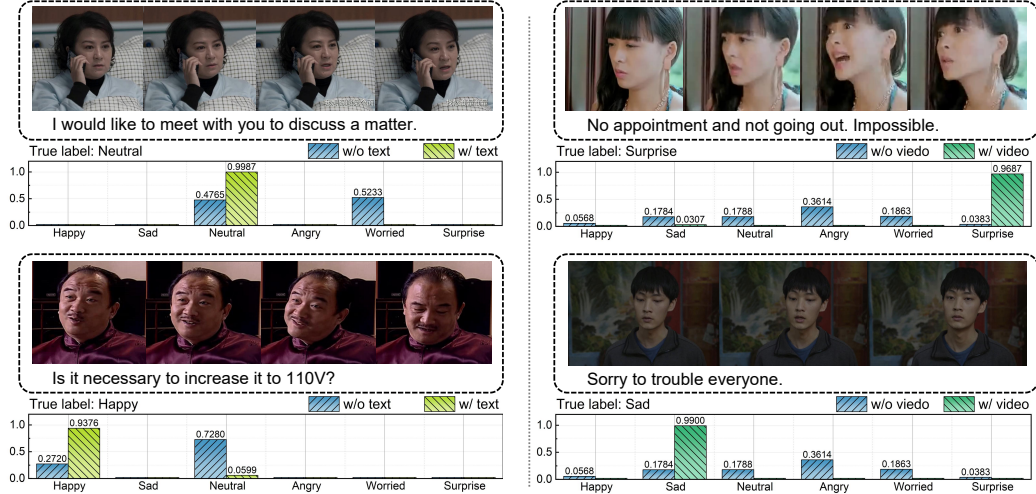 I would like to meet with you to discuss a matter.
True label: Neutral
w/o text
w/ text
1.0
0.5
0.0
0.4765
0.9987
0.5233
Happy Sad Neutral Angry Worried Surprise
No appointment and not going out. Impossible.
True label: Surprise
w/o viedo
w/ video
1.0
0.5
0.0
0.0568
0.1784
0.0307
0.1788
0.3614
0.1863
0.0383
0.9687
Happy Sad Neutral Angry Worried Surprise
Is it necessary to increase it to 110V?
True label: Happy
w/o text
w/ text
1.0
0.5
0.0
0.2720
0.9376
0.7280
0.0599
Happy Sad Neutral Angry Worried Surprise
Sorry to trouble everyone.
True label: Sad
w/o viedo
w/ video
1.0
0.5
0.0
0.0568
0.1784
0.9900
0.1788
0.3614
0.1863
0.0383
Happy Sad Neutral Angry Worried Surprise